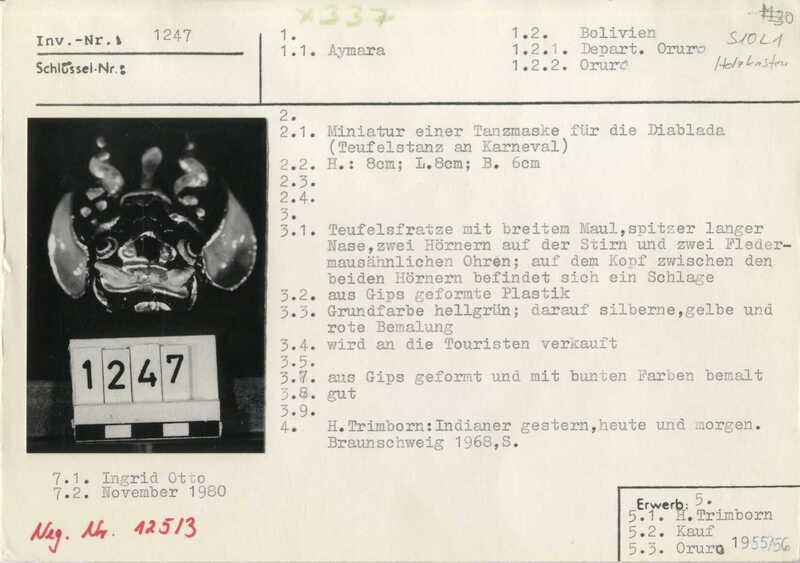 x337
M 30
Inv.-Nr.: 1247
Schlüssel-Nr.:
1.
1.1. Aymara
1.2. Bolivien
1.2.1. Depart. Oruro
1.2.2. Oruro
S10L1
Holzkasten
2.
2.1. Miniatur einer Tanzmaske für die Diablada
(Teufelstanz an Karneval)
2.2. H.: 8cm; L.8cm; B. 6cm
2.3.
2.4.
3.
3.1. Teufelsfratze mit breitem Maul,spitzer langer
Nase,zwei Hörnern auf der Stirn und zwei Fleder-
mausähnlichen Ohren; auf dem Kopf zwischen den
beiden Hörnern befindet sich ein Schlage
3.2. aus Gips geformte Plastik
3.3. Grundfarbe hellgrün; darauf silberne,gelbe und
rote Bemalung
3.4. wird an die Touristen verkauft
3.5.
3.7. aus Gips geformt und mit bunten Farben bemalt
3.8. gut
3.9.
4. H.Trimborn:Indianer gestern,heute und morgen.
Braunschweig 1968,S.
1247
7.1. Ingrid Otto
7.2. November 1980
Neg. Nr. 125/3
Erwerb: 5.
5.1. H.Trimborn
5.2. Kauf
5.3. Oruro 1955/56